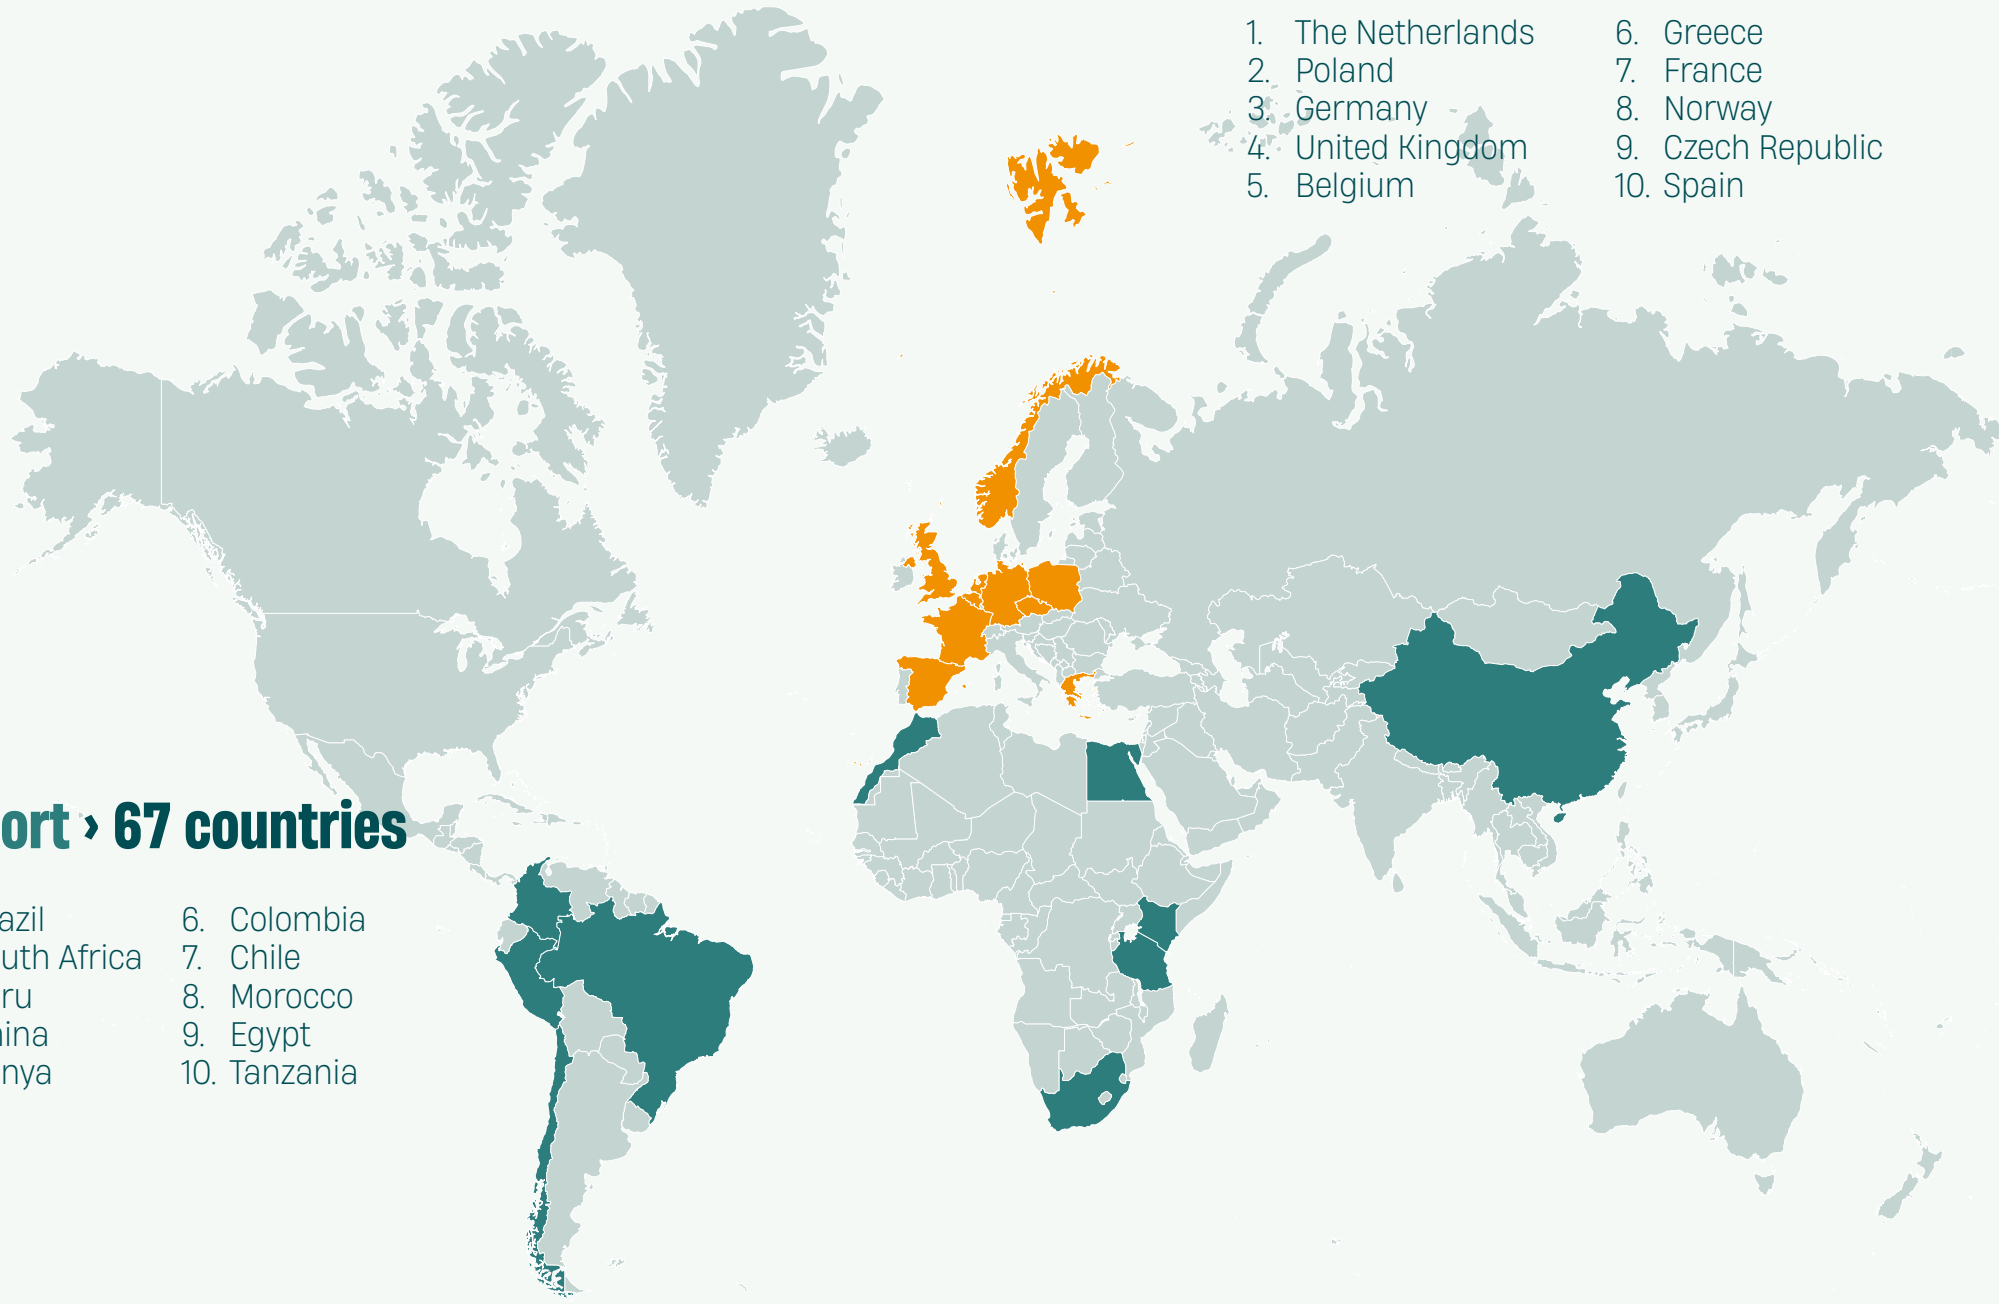 1. The Netherlands
2. Poland
3. Germany
4. United Kingdom
5. Belgium
6. Greece
7. France
8. Norway
9. Czech Republic
10. Spain
ort › 67 countries
azil
uth Africa
ru
ina
nya
6. Colombia
7. Chile
8. Morocco
9. Egypt
10. Tanzania